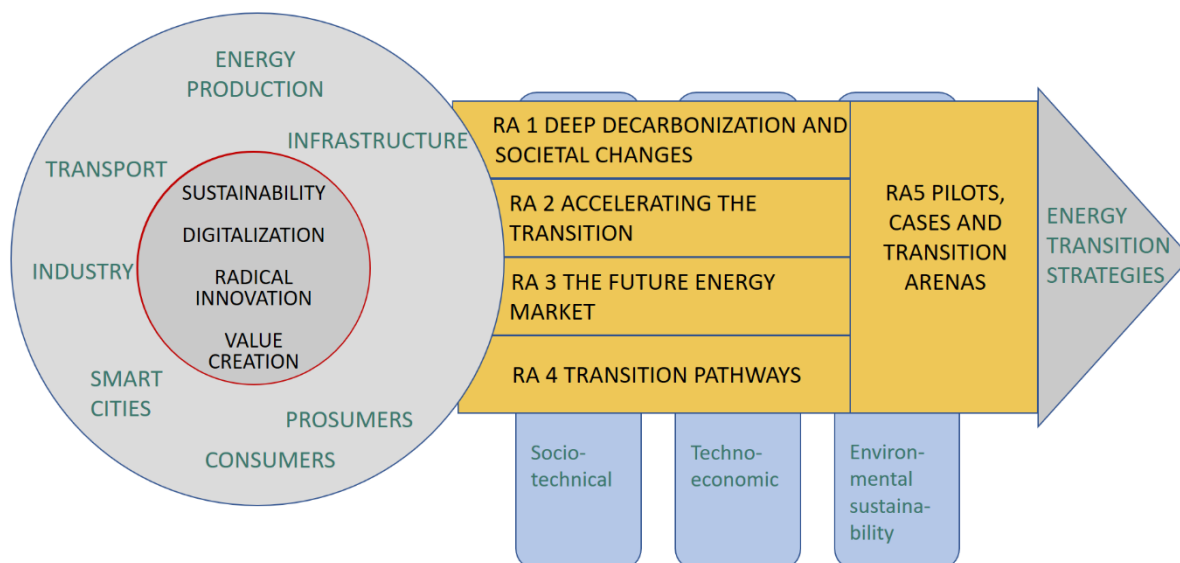 ENERGY
PRODUCTION
INFRASTRUCTURE
TRANSPORT
INDUSTRY
SMART
CITIES
PROSUMERS
CONSUMERS
SUSTAINABILITY
DIGITALIZATION
RADICAL
INNOVATION
VALUE
CREATION
RA 1 DEEP DECARBONIZATION AND
SOCIETAL CHANGES
RA 2 ACCELERATING THE
TRANSITION
RA 3 THE FUTURE ENERGY
MARKET
RA 4 TRANSITION PATHWAYS
RA5 PILOTS,
CASES AND
TRANSITION
ARENAS
ENERGY
TRANSITION
STRATEGIES
Socio-
technical
Techno-
economic
Environ-
mental
sustaina-
bility